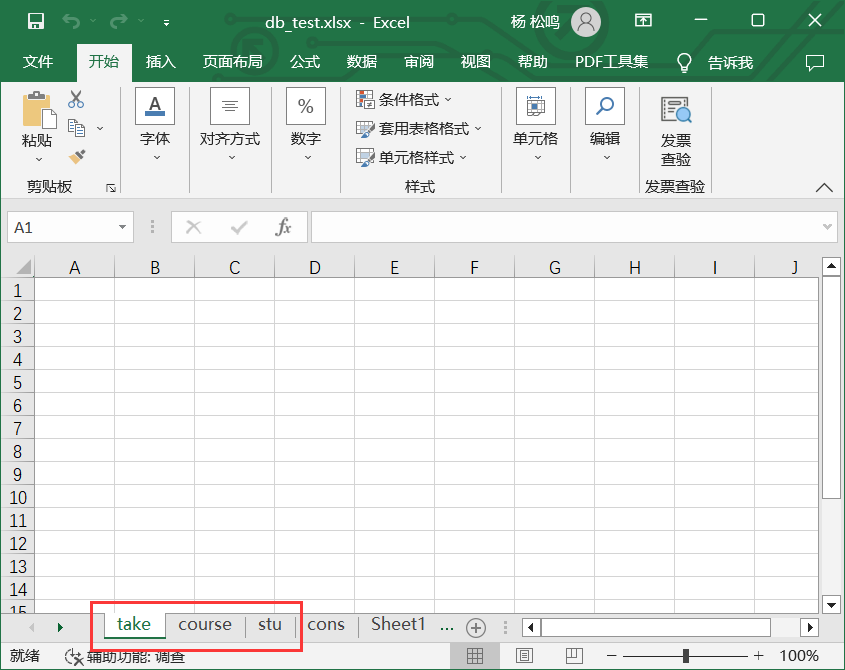 db_test.xlsx - Excel 杨 松鸣
文件 开始 插入 页面布局 公式 数据 审阅 视图 帮助 PDF工具集 告诉我
粘贴 A 字体 对齐方式 % 数字 条件格式 套用表格格式 单元格样式 单元格 编辑 发票 查验
剪贴板 样式 发票查验
A1 fx
A B C D E F G H I J
1
2
3
4
5
6
7
8
9
10
11
12
13
14
15
take course stu cons Sheet1 ...
就绪 辅助功能: 调查 100%